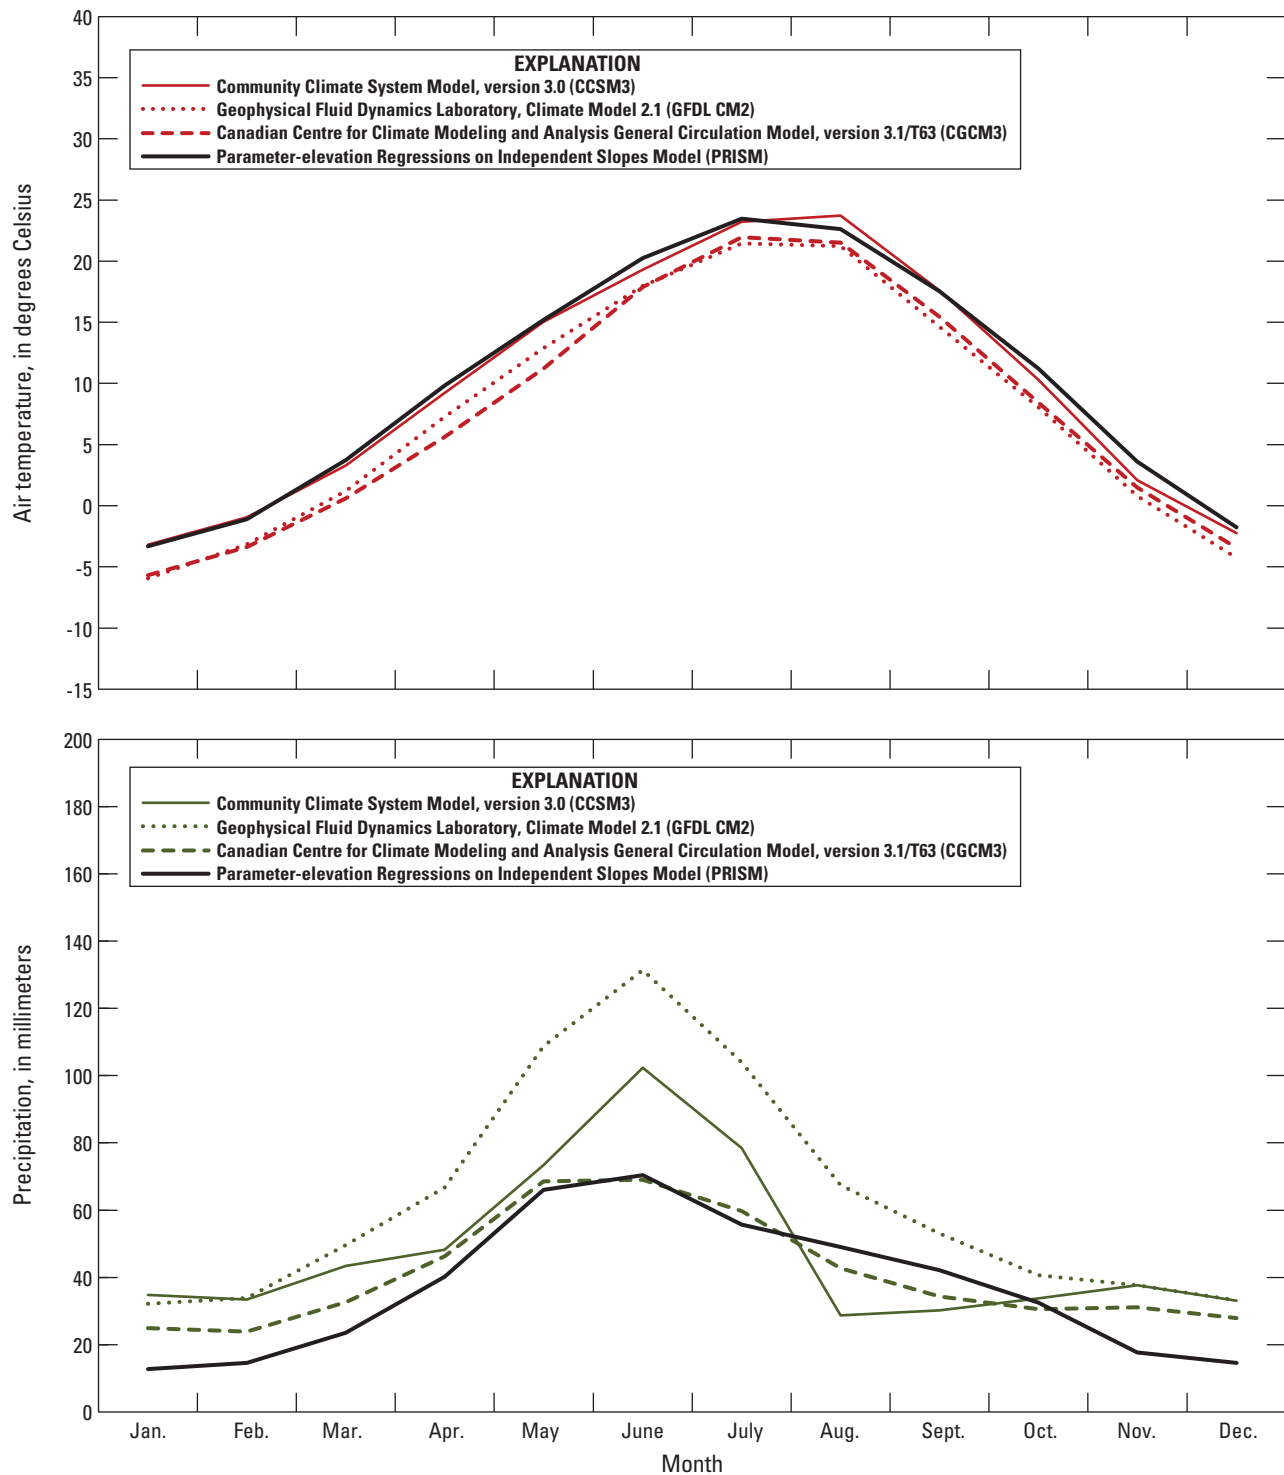 40
35
30
25
20
15
10
5
0
-5
-10
-15
Air temperature, in degrees Celsius
EXPLANATION
Community Climate System Model, version 3.0 (CCSM3)
Geophysical Fluid Dynamics Laboratory, Climate Model 2.1 (GFDL CM2)
Canadian Centre for Climate Modeling and Analysis General Circulation Model, version 3.1/T63 (CGCM3)
Parameter-elevation Regressions on Independent Slopes Model (PRISM)
200
180
160
140
120
100
80
60
40
20
0
Precipitation, in millimeters
EXPLANATION
Community Climate System Model, version 3.0 (CCSM3)
Geophysical Fluid Dynamics Laboratory, Climate Model 2.1 (GFDL CM2)
Canadian Centre for Climate Modeling and Analysis General Circulation Model, version 3.1/T63 (CGCM3)
Parameter-elevation Regressions on Independent Slopes Model (PRISM)
Jan. Feb. Mar. Apr. May June July Aug. Sept. Oct. Nov. Dec.
Month